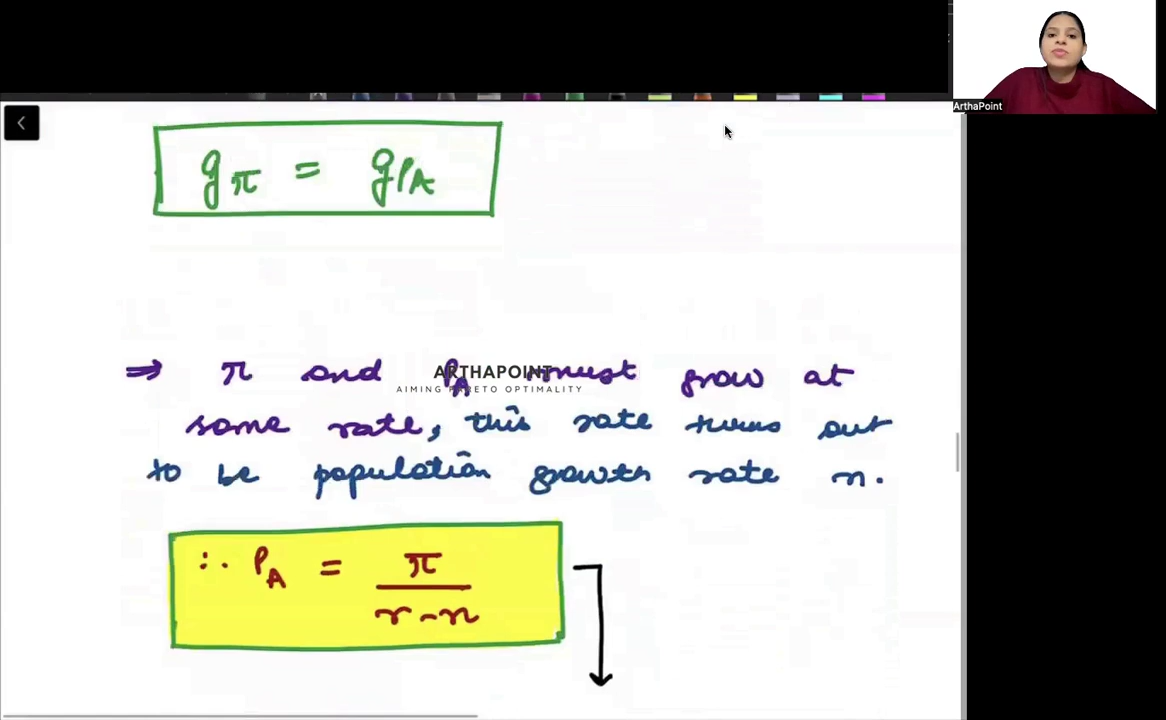 ArthaPoint
gπ = gPA
⇒ π and PA must grow at
ARTHAPOINT
AIMING PARETO OPTIMALITY
same rate, this rate turns out
to be population growth rate n.
∴ PA = π / r - n